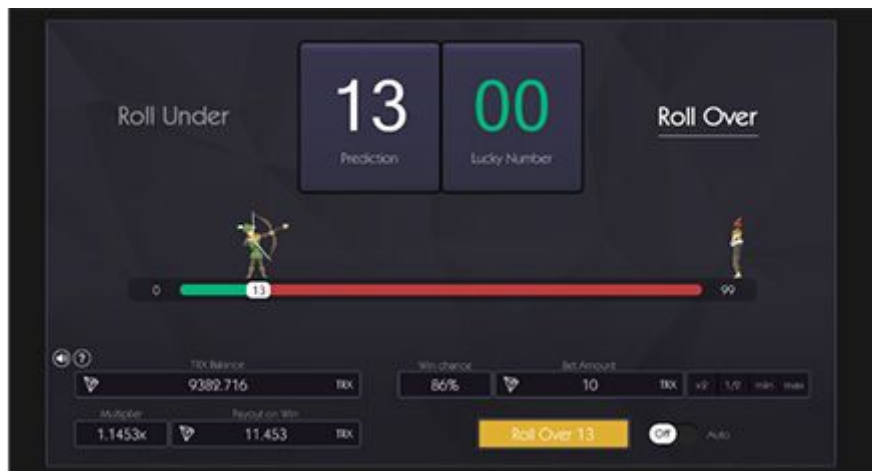 13
00
Roll Under
Roll Over
Prediction
Lucky Number
0
13
99
?
TRX Balance
Win chance
Bet Amount
9389.716 TRX
86%
10 TRX
x2 1/2 min max
Multiplier
Payout on Win
1.1453x
11.453 TRX
Roll Over 13
Off
Auto